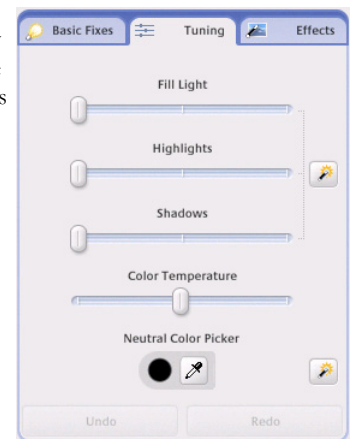 Basic Fixes Tuning Effects
Fill Light
Highlights
s
Shadows
Color Temperature
Neutral Color Picker
Undo Redo